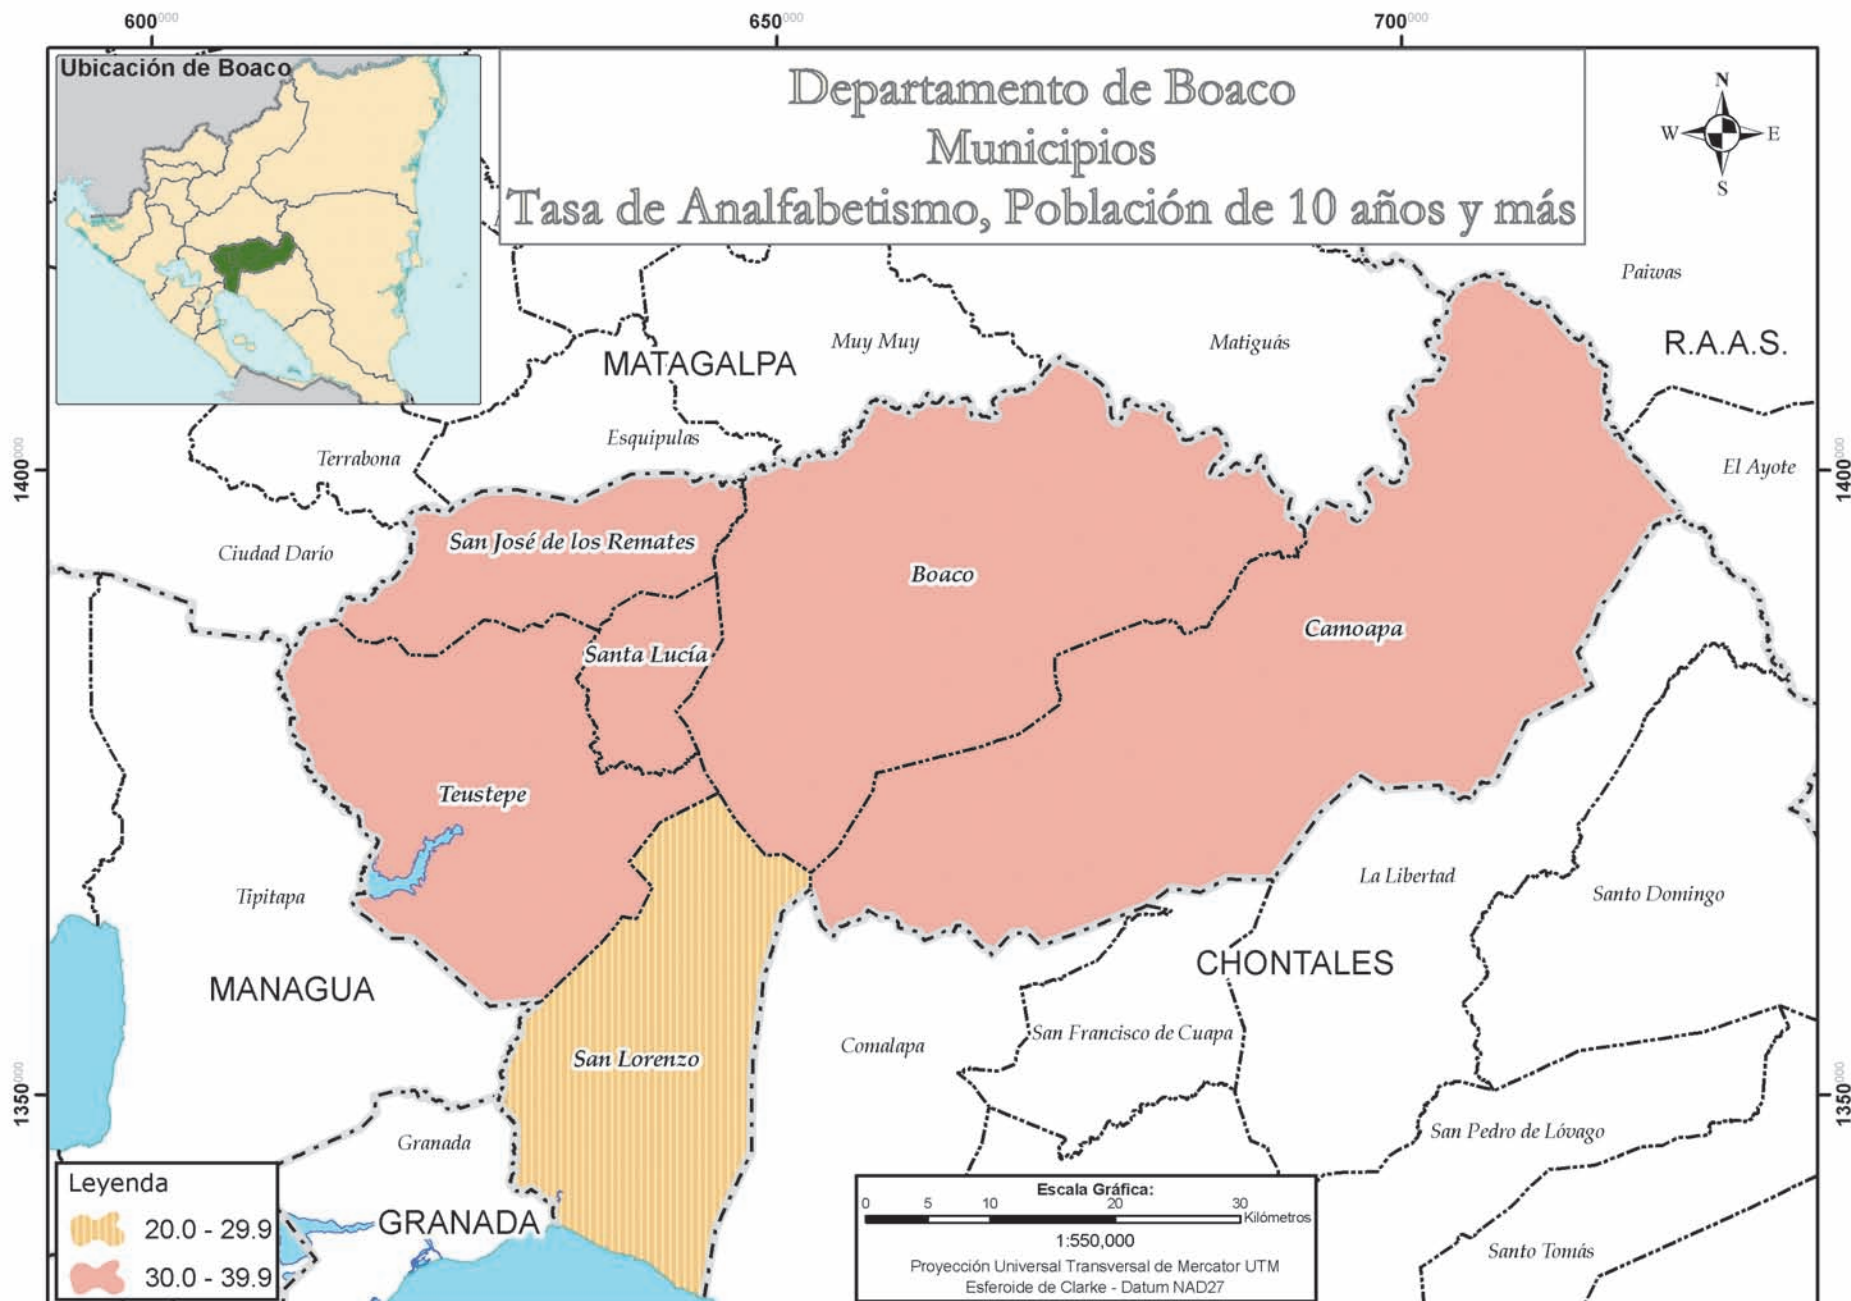 600000
650000
700000
Ubicación de Boaco
Departamento de Boaco
Municipios
Tasa de Analfabetismo, Población de 10 años y más
N
W
E
S
Paiwas
R.A.A.S.
Muy Muy
Matiguás
MATAGALPA
Esquipulas
Terrabona
1400000
1400000
El Ayote
Ciudad Darío
San José de los Remates
Boaco
Camoapa
Santa Lucía
Teustepe
Tipitapa
La Libertad
Santo Domingo
MANAGUA
CHONTALES
San Lorenzo
Comalapa
San Francisco de Cuapa
1350000
1350000
Granada
San Pedro de Lóvago
GRANADA
Santo Tomás
Leyenda
20.0 - 29.9
30.0 - 39.9
Escala Gráfica:
0 5 10 20 30
Kilómetros
1:550,000
Proyección Universal Transversal de Mercator UTM
Esferoide de Clarke - Datum NAD27